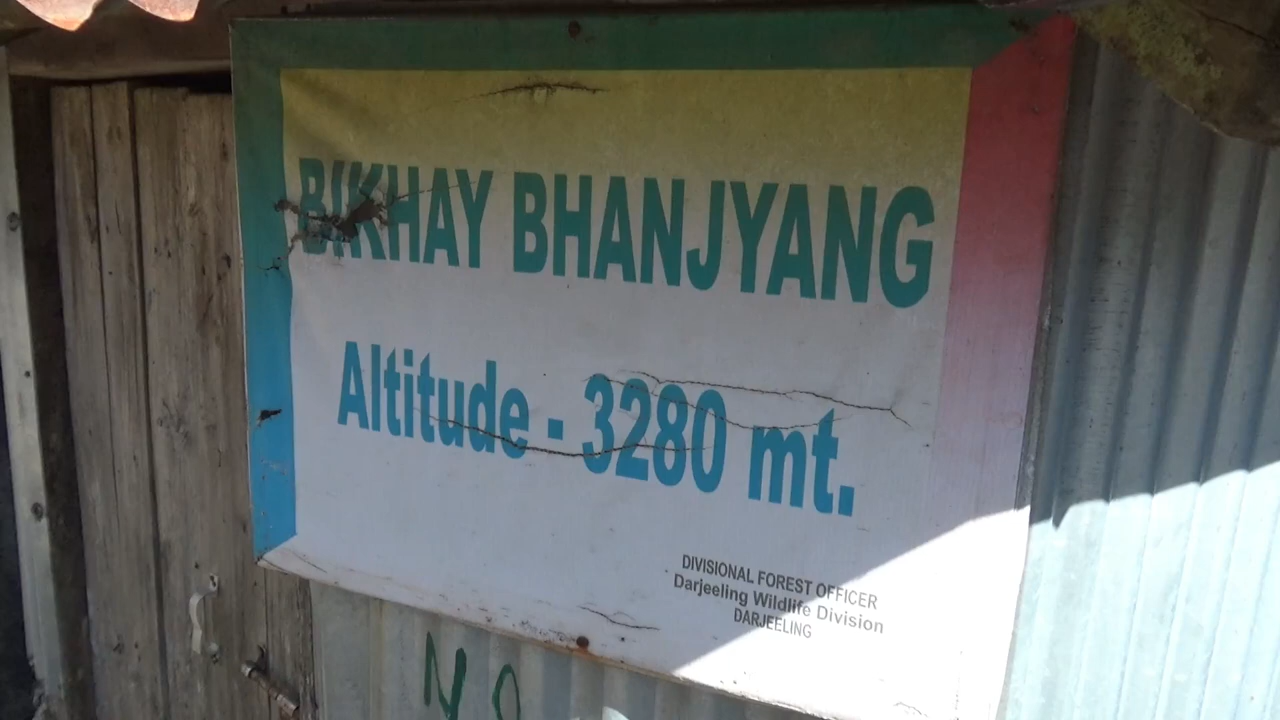 BIKHAY BHANJYANG
Altitude - 3280 mt.
DIVISIONAL FOREST OFFICER
Darjeeling Wildlife Division
DARJEELING